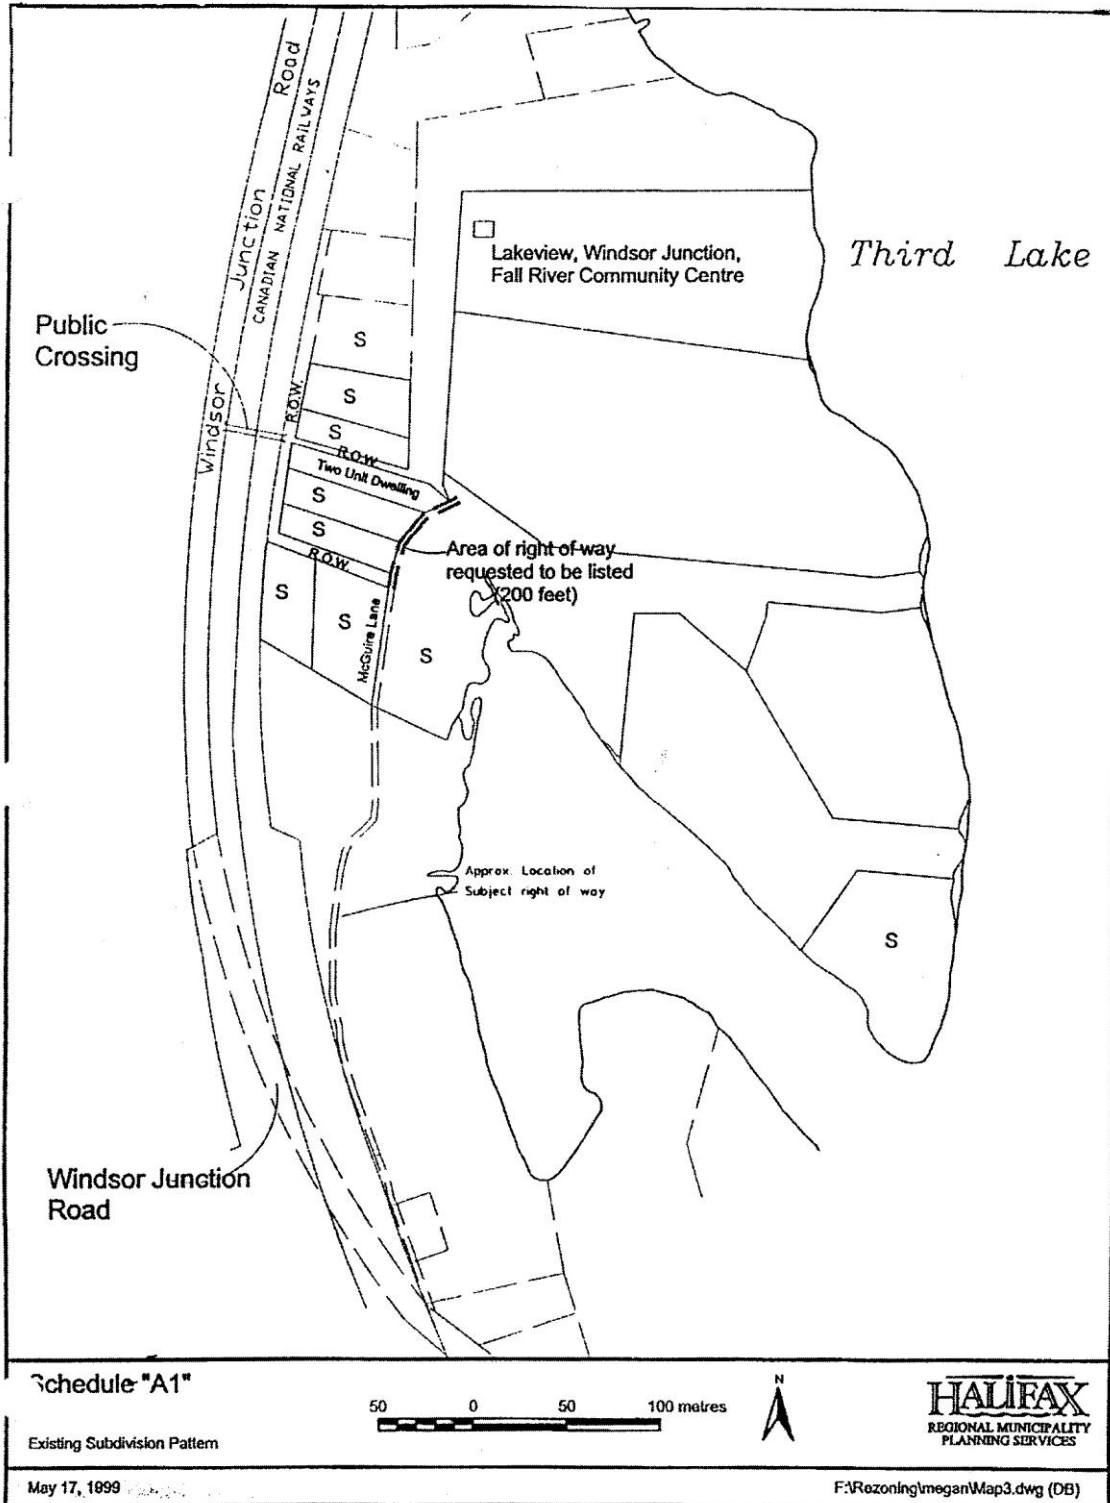 Road
Junction
Windsor
CANADIAN NATIONAL RAILWAYS
Lakeview, Windsor Junction,
Fall River Community Centre
Third Lake
Public
Crossing
S
S
S
R.O.W.
R.O.W
Two Unit Dwelling
S
S
R.O.W
Area of right of way
requested to be listed
(200 feet)
S
S
McGuire Lane
S
Approx. Location of
Subject right of way
S
Windsor Junction
Road
Schedule "A1"
Existing Subdivision Pattern
50 0 50 100 metres
N
HALIFAX
REGIONAL MUNICIPALITY
PLANNING SERVICES
May 17, 1999
F:\Rezoning\megan\Map3.dwg (DB)